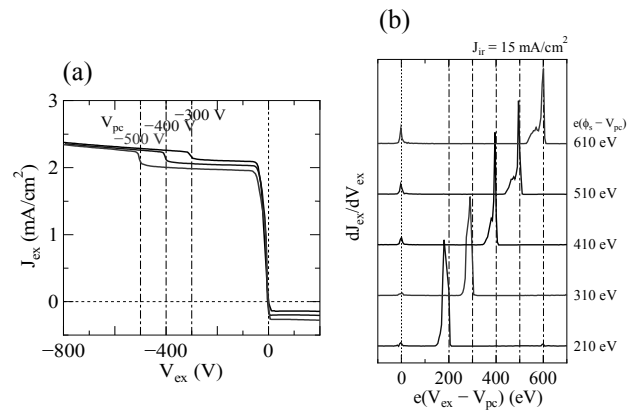 (a)
3
2
1
0
J_ex (mA/cm²)
V_pc
−300 V
−400 V
−500 V
−800
−400
0
V_ex (V)
(b)
J_ir = 15 mA/cm²
dJ_ex/dV_ex
e(ϕ_s − V_pc)
610 eV
510 eV
410 eV
310 eV
210 eV
0
200
400
600
e(V_ex − V_pc) (eV)